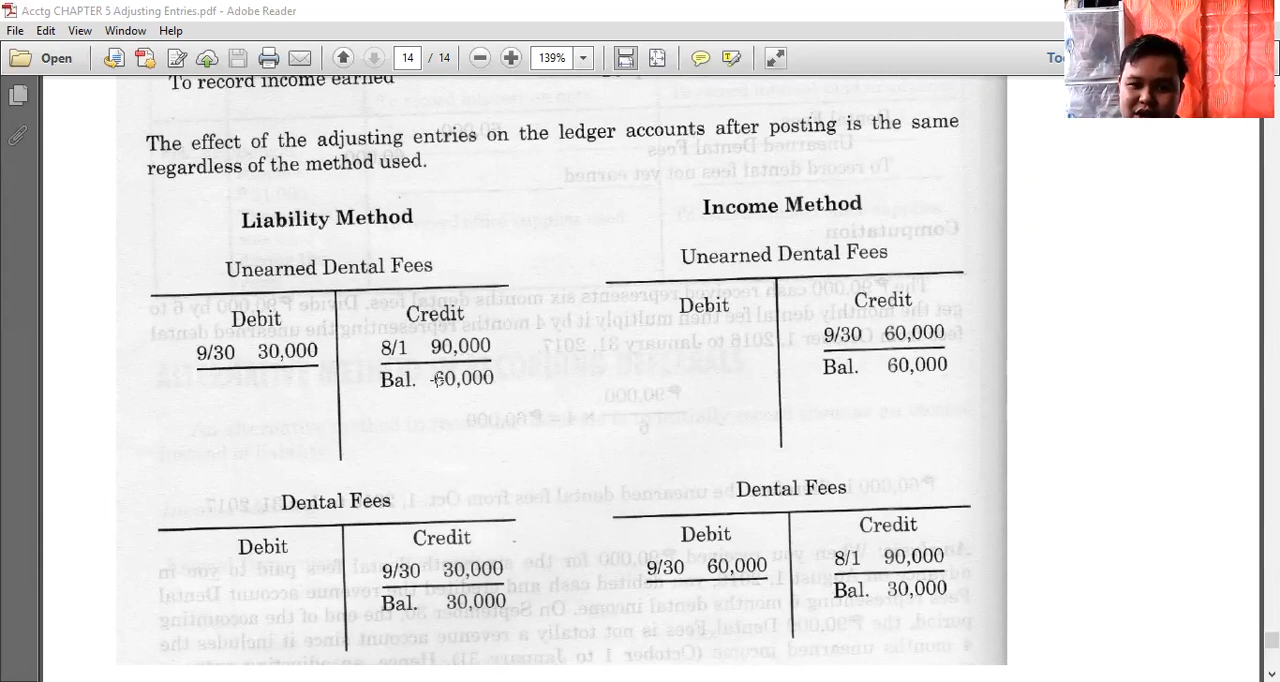 Acctg CHAPTER 5 Adjusting Entries.pdf - Adobe Reader
File Edit View Window Help
Open 14 / 14 139%
To record income earned
The effect of the adjusting entries on the ledger accounts after posting is the same
regardless of the method used.
Liability Method
Unearned Dental Fees
Debit Credit
9/30 30,000 8/1 90,000
Bal. 60,000
Income Method
Unearned Dental Fees
Debit Credit
9/30 60,000
Bal. 60,000
Dental Fees
Debit Credit
9/30 30,000
Bal. 30,000
Dental Fees
Debit Credit
9/30 60,000 8/1 90,000
Bal. 30,000